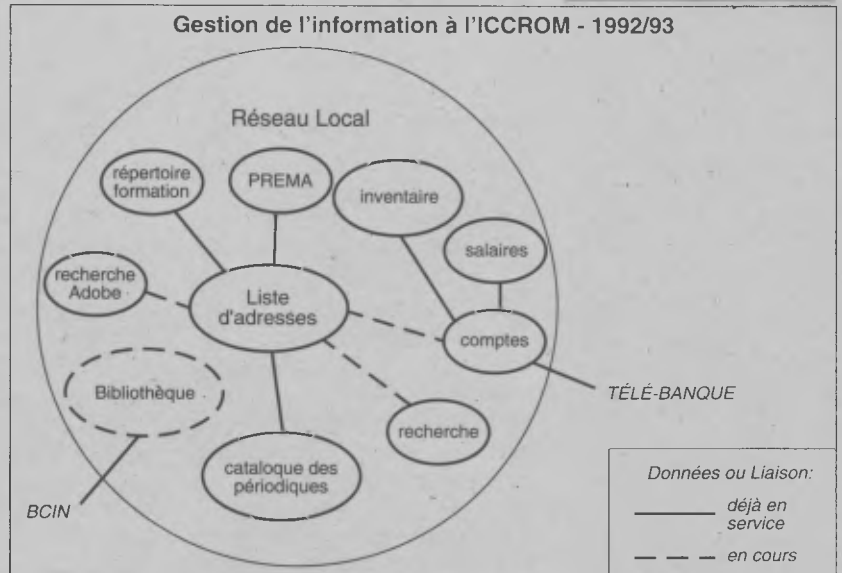 Gestion de l'information à l'ICCROM - 1992/93
Réseau Local
répertoire
formation
PREMA
inventaire
salaires
recherche
Adobe
Liste
d'adresses
comptes
Bibliothèque
TÉLÉ-BANQUE
recherche
cataloque des
périodiques
BCIN
Données ou Liaison:
déjà en
service
en cours